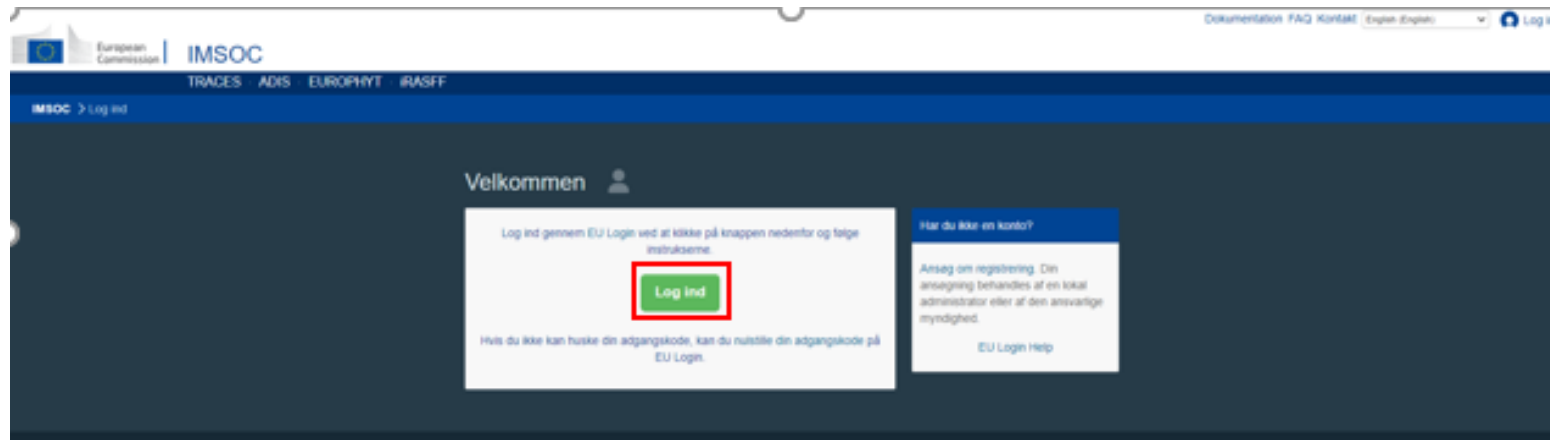 Dokumentation FAQ Kontakt English (English) Log i
European
Commission
IMSOC
TRACES · ADIS · EUROPHYT · iRASFF
IMSOC > Log ind
Velkommen
Log ind gennem EU Login ved at klikke på knappen nedenfor og følge
instrukserne.
Log ind
Hvis du ikke kan huske din adgangskode, kan du nulstille din adgangskode på
EU Login.
Har du ikke en konto?
Ansøg om registrering. Din
ansøgning behandles af en lokal
administrator eller af den ansvarlige
myndighed.
EU Login Help